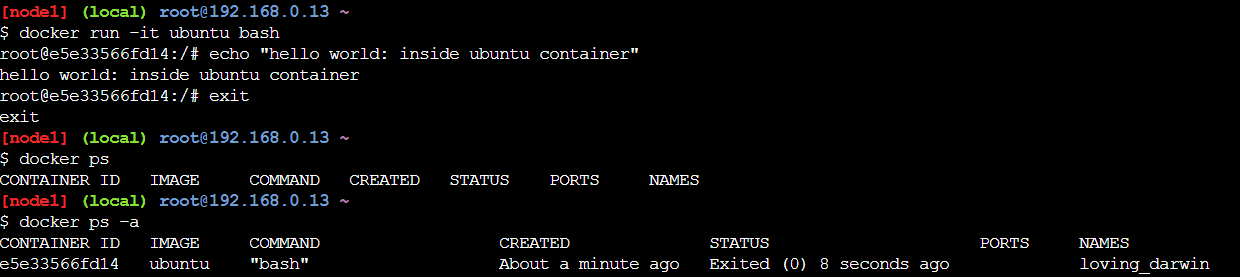 [node1] (local) root@192.168.0.13 ~
$ docker run -it ubuntu bash
root@e5e33566fd14:/# echo "hello world: inside ubuntu container"
hello world: inside ubuntu container
root@e5e33566fd14:/# exit
exit
[node1] (local) root@192.168.0.13 ~
$ docker ps
CONTAINER ID   IMAGE     COMMAND   CREATED   STATUS    PORTS     NAMES
[node1] (local) root@192.168.0.13 ~
$ docker ps -a
CONTAINER ID   IMAGE     COMMAND                  CREATED              STATUS                     PORTS     NAMES
e5e33566fd14   ubuntu    "bash"                   About a minute ago   Exited (0) 8 seconds ago             loving_darwin